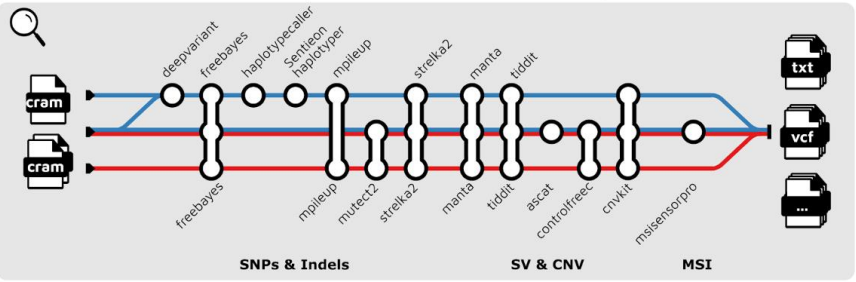 deepvariant
freebayes
haplotypecaller
Sentieon
haplotyper
mpileup
strelka2
manta
tiddit
cram
cram
txt
vcf
...
freebayes
mpileup
mutect2
strelka2
manta
tiddit
ascat
controlfreec
cnvkit
msisensorpro
SNPs & Indels
SV & CNV
MSI